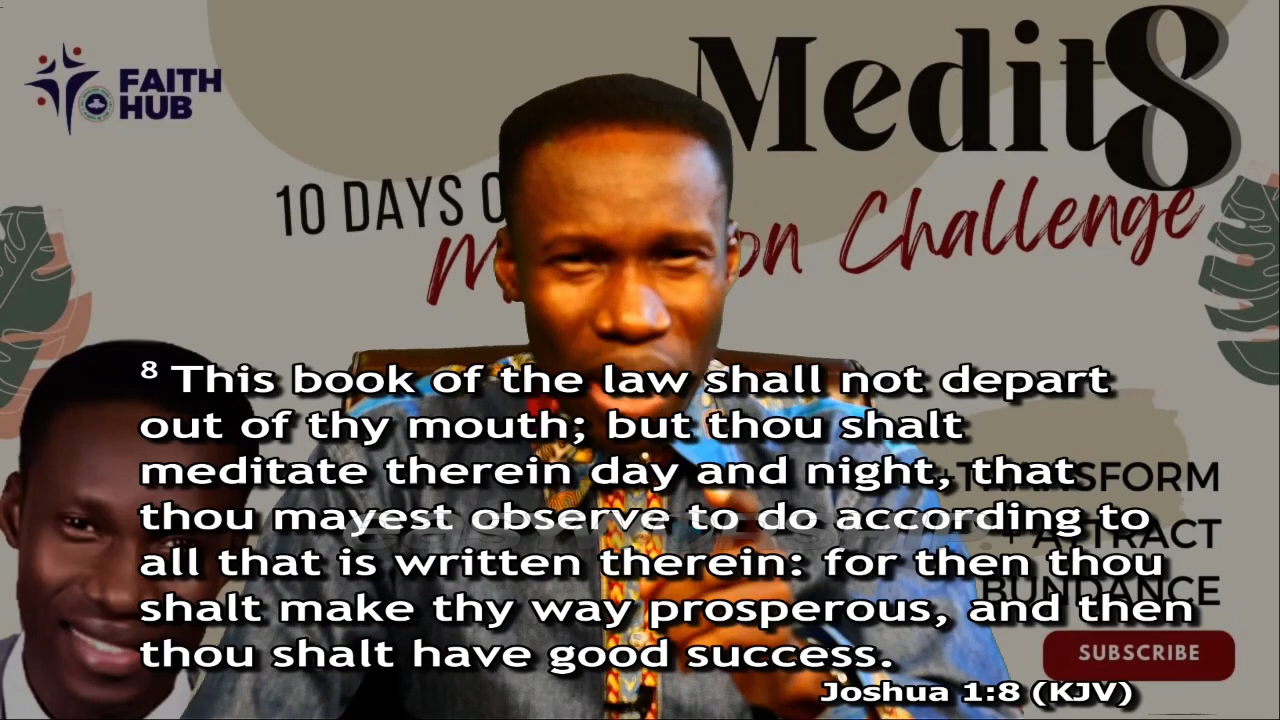 FAITH
HUB
Medit8
10 DAYS O
on Challenge
8 This book of the law shall not depart
out of thy mouth; but thou shalt
meditate therein day and night, that
thou mayest observe to do according to
all that is written therein: for then thou
shalt make thy way prosperous, and then
thou shalt have good success.
Joshua 1:8 (KJV)
SUBSCRIBE